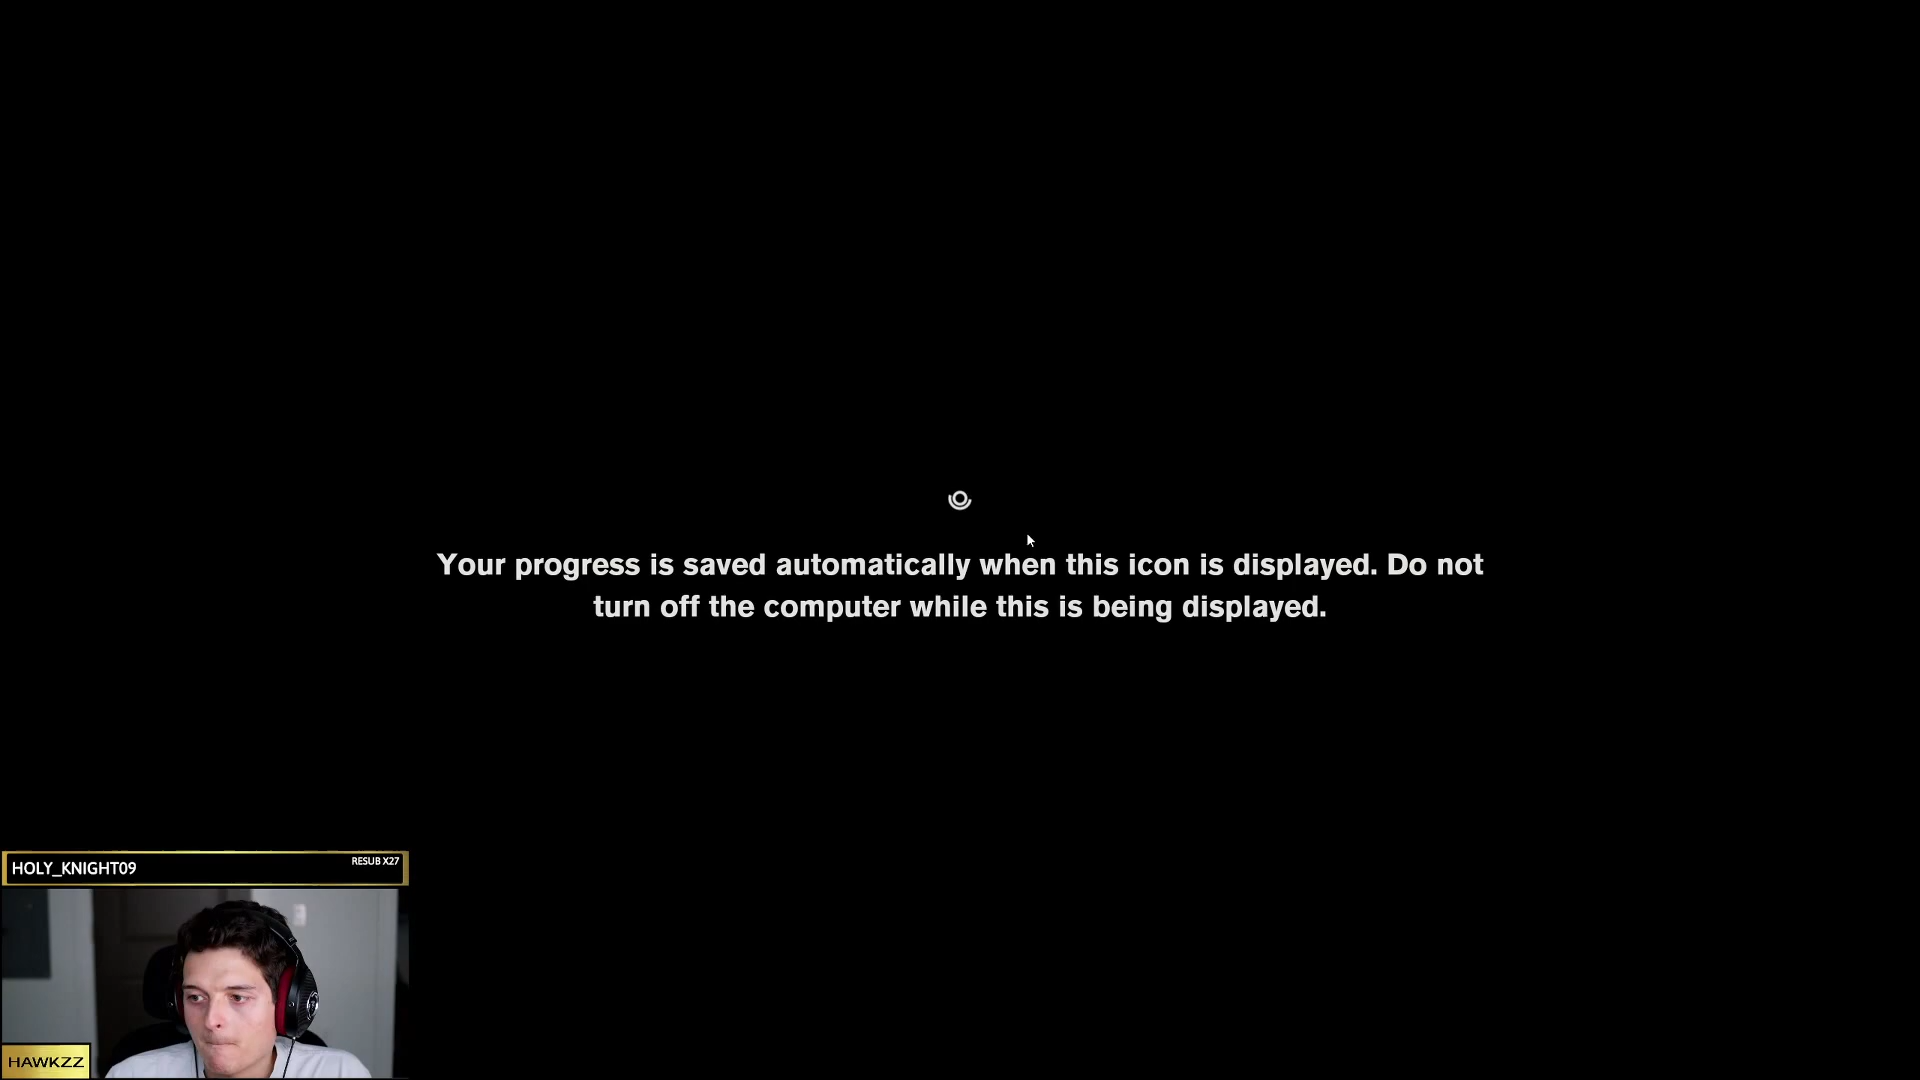 Your progress is saved automatically when this icon is displayed. Do not
turn off the computer while this is being displayed.
HOLY_KNIGHT09
RESUB X27
HAWKZZ